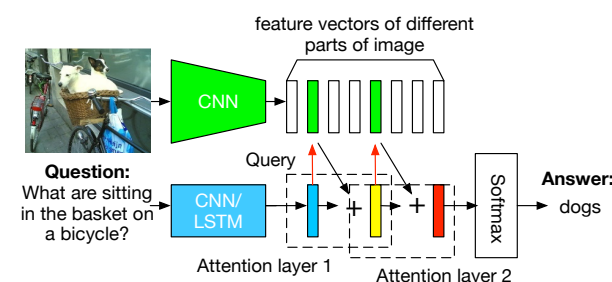 feature vectors of different
parts of image
CNN
Question:
What are sitting
in the basket on
a bicycle?
CNN/
LSTM
Query
+
+
Softmax
Answer:
dogs
Attention layer 1
Attention layer 2